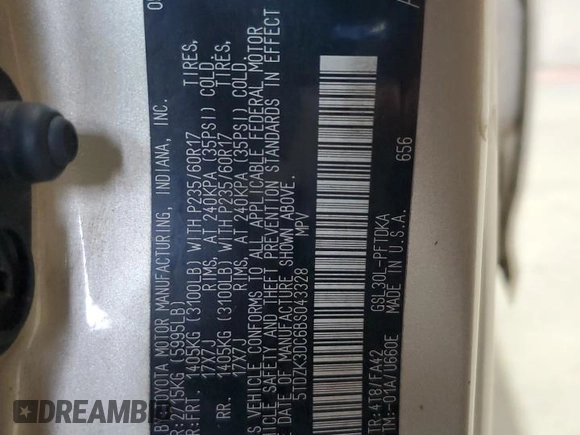 BY TOYOTA MOTOR MANUFACTURING, INDIANA, INC.
2715KG (5995LB)
FRT. 1405KG (3100LB) WITH P235/60R17 TIRES,
17X7J RIMS, AT 240KPA (35PSI) COLD.
RR. 1405KG (3100LB) WITH P235/60R17 TIRES,
17X7J RIMS, AT 240KPA (35PSI) COLD.
VEHICLE CONFORMS TO ALL APPLICABLE FEDERAL MOTOR
SAFETY AND THEFT PREVENTION STANDARDS IN EFFECT
DATE OF MANUFACTURE SHOWN ABOVE.
5TDZK3DC6BS043328 MPV
656
TR:418/FA42 GSL30L-PFTDKA
TM:-01A/U660E MADE IN U.S.A.
DREAMBID